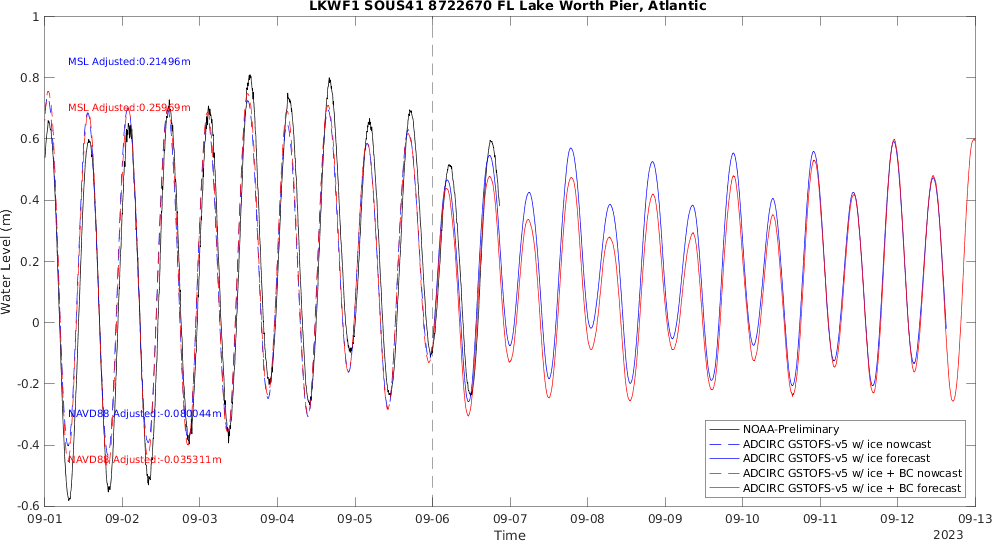 LKWF1 SOUS41 8722670 FL Lake Worth Pier, Atlantic
Water Level (m)
1
0.8
0.6
0.4
0.2
0
-0.2
-0.4
-0.6
MSL Adjusted:0.21496m
MSL Adjusted:0.25969m
NAVD88 Adjusted:-0.080044m
NAVD88 Adjusted:-0.035311m
NOAA-Preliminary
ADCIRC GSTOFS-v5 w/ ice nowcast
ADCIRC GSTOFS-v5 w/ ice forecast
ADCIRC GSTOFS-v5 w/ ice + BC nowcast
ADCIRC GSTOFS-v5 w/ ice + BC forecast
09-01 09-02 09-03 09-04 09-05 09-06 09-07 09-08 09-09 09-10 09-11 09-12 09-13
Time
2023